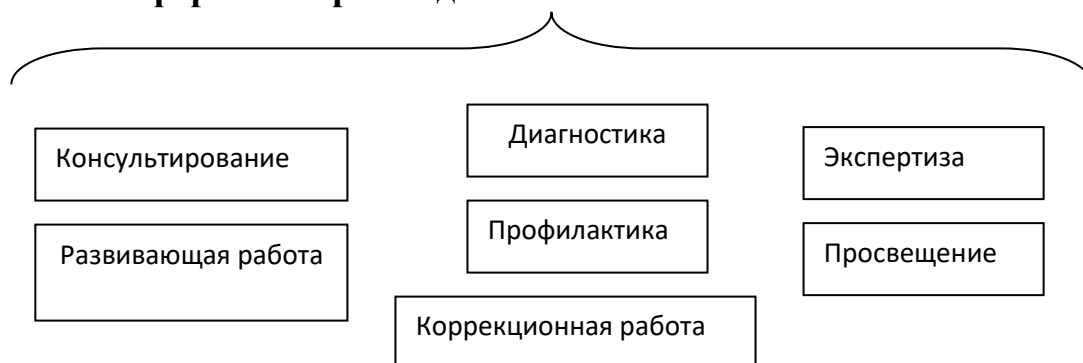 Диагностика
Консультирование
Экспертиза
Профилактика
Развивающая работа
Просвещение
Коррекционная работа